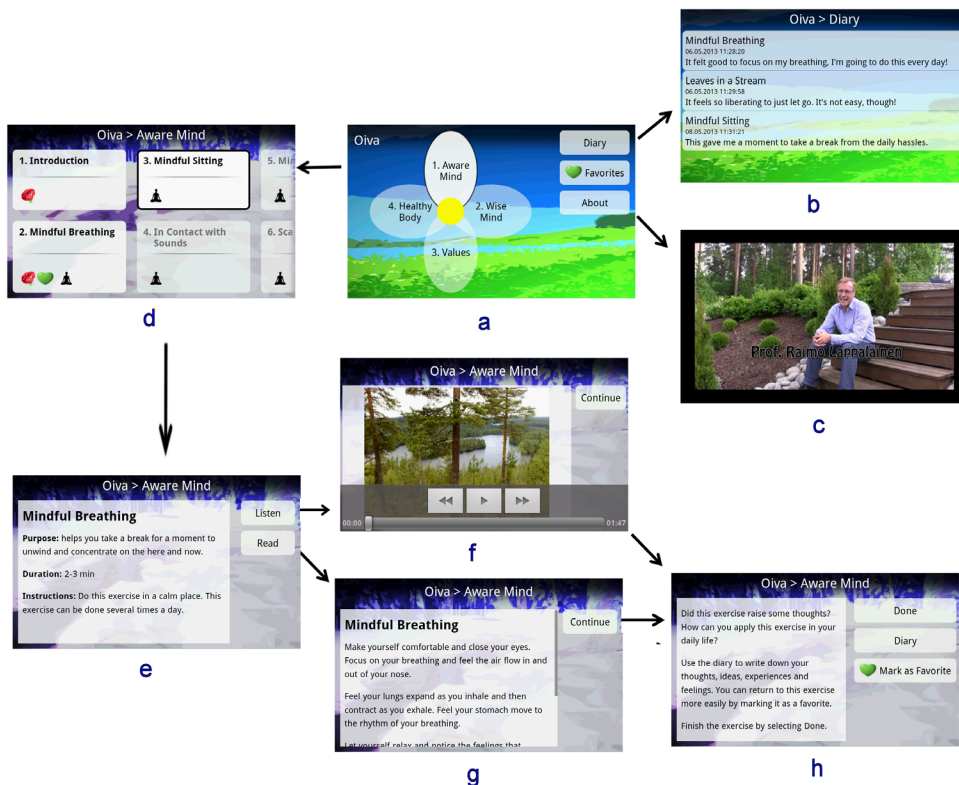 Oiva > Aware Mind
1. Introduction
3. Mindful Sitting
5. Mi
2. Mindful Breathing
4. In Contact with
Sounds
6. Sca
d
Oiva
1. Aware
Mind
4. Healthy
Body
2. Wise
Mind
3. Values
Diary
Favorites
About
a
Oiva > Diary
Mindful Breathing
06.05.2013 11:28:20
It felt good to focus on my breathing, I'm going to do this every day!
Leaves in a Stream
06.05.2013 11:29:58
It feels so liberating to just let go. It's not easy, though!
Mindful Sitting
08.05.2013 11:31:21
This gave me a moment to take a break from the daily hassles.
b
Prof. Raimo Lappalainen
c
Oiva > Aware Mind
Mindful Breathing
Purpose: helps you take a break for a moment to
unwind and concentrate on the here and now.
Duration: 2-3 min
Instructions: Do this exercise in a calm place. This
exercise can be done several times a day.
Listen
Read
e
Oiva > Aware Mind
Continue
00:00
01:47
f
Oiva > Aware Mind
Mindful Breathing
Make yourself comfortable and close your eyes.
Focus on your breathing and feel the air flow in and
out of your nose.
Feel your lungs expand as you inhale and then
contract as you exhale. Feel your stomach move to
the rhythm of your breathing.
Let yourself relax and notice the feelings that
Continue
g
Oiva > Aware Mind
Did this exercise raise some thoughts?
How can you apply this exercise in your
daily life?
Use the diary to write down your
thoughts, ideas, experiences and
feelings. You can return to this exercise
more easily by marking it as a favorite.
Finish the exercise by selecting Done.
Done
Diary
Mark as Favorite
h